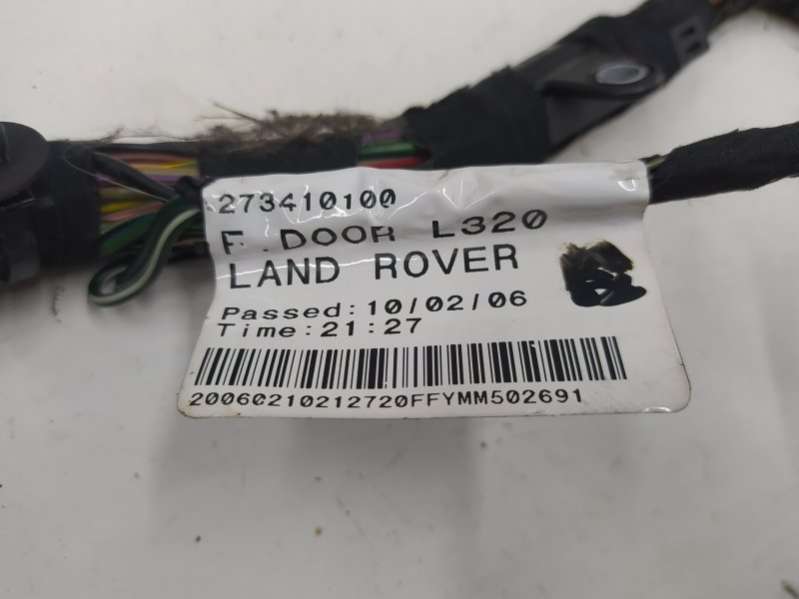 273410100
F.DOOR L320
LAND ROVER
Passed:10/02/06
Time:21:27
20060210212720FFYMM502691